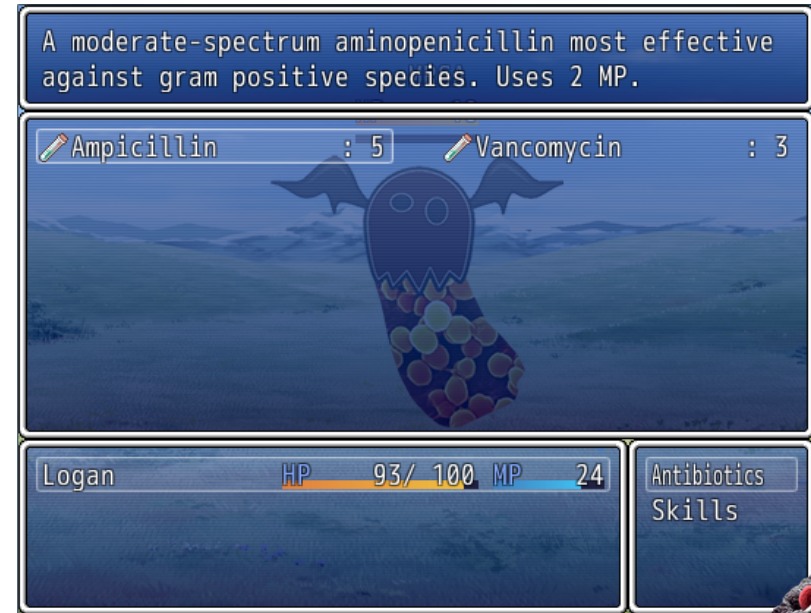 A moderate-spectrum aminopenicillin most effective
against gram positive species. Uses 2 MP.
Ampicillin : 5 Vancomycin : 3
Logan HP 93/ 100 MP 24 Antibiotics
Skills